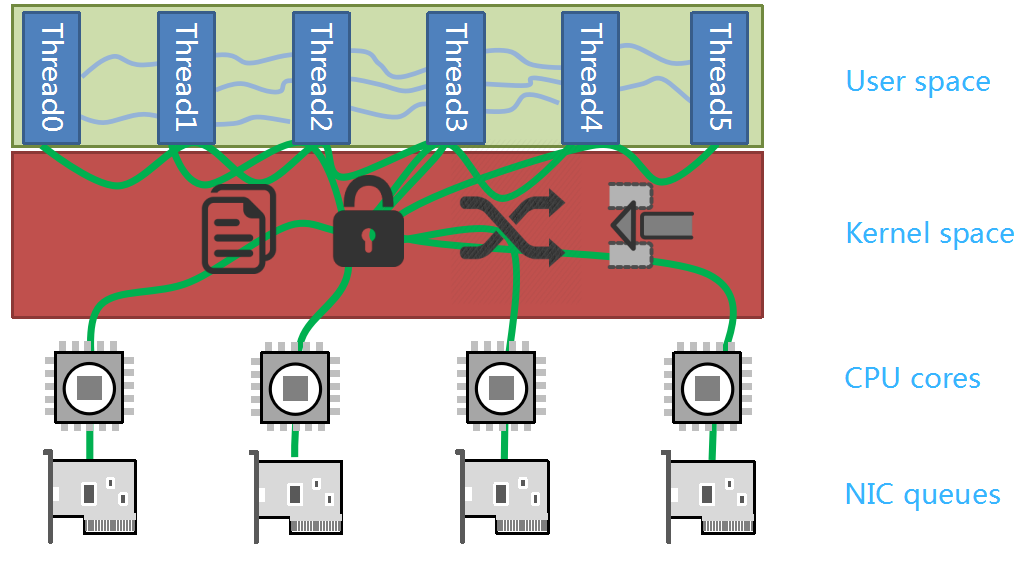 Thread0
Thread1
Thread2
Thread3
Thread4
Thread5
User space
Kernel space
CPU cores
NIC queues